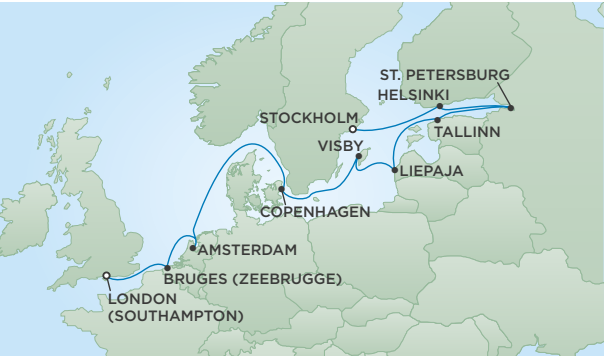 ST. PETERSBURG
HELSINKI
STOCKHOLM
TALLINN
VISBY
LIEPAJA
COPENHAGEN
AMSTERDAM
BRUGES (ZEEBRUGGE)
LONDON
(SOUTHAMPTON)